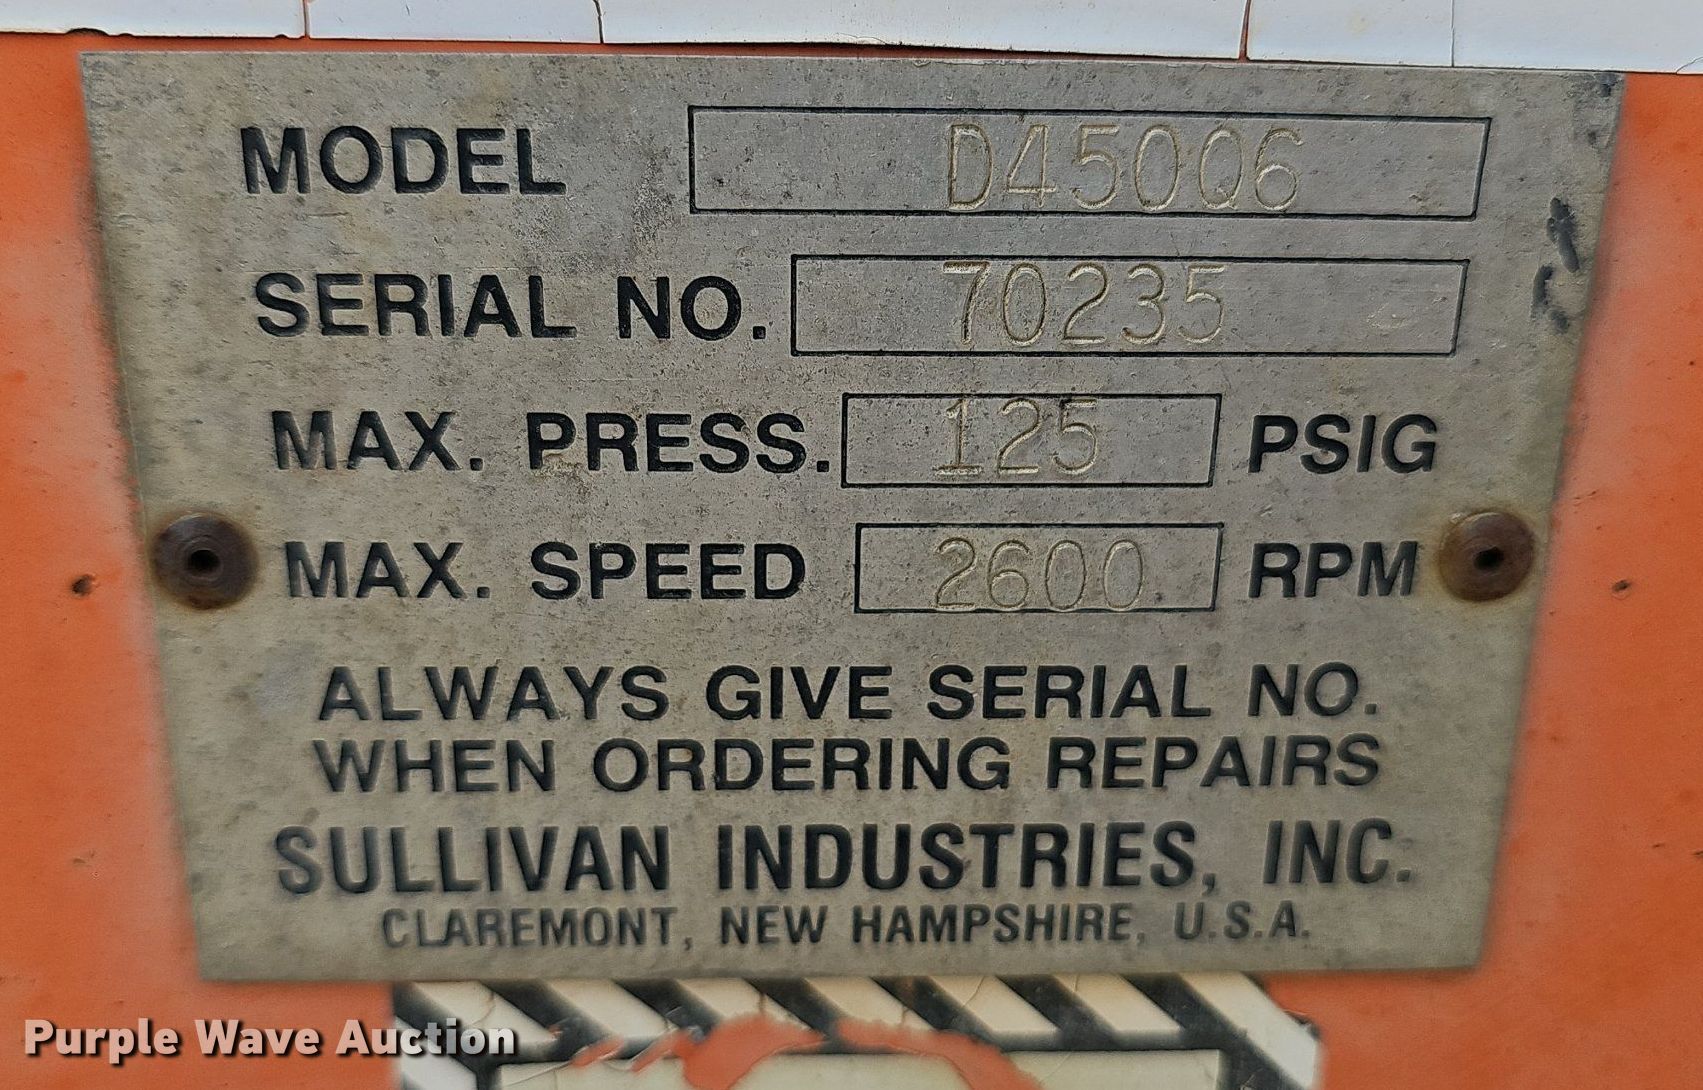 MODEL D450Q6
SERIAL NO. 70235
MAX. PRESS. 125 PSIG
MAX. SPEED 2600 RPM
ALWAYS GIVE SERIAL NO.
WHEN ORDERING REPAIRS
SULLIVAN INDUSTRIES, INC.
CLAREMONT, NEW HAMPSHIRE, U.S.A.
Purple Wave Auction